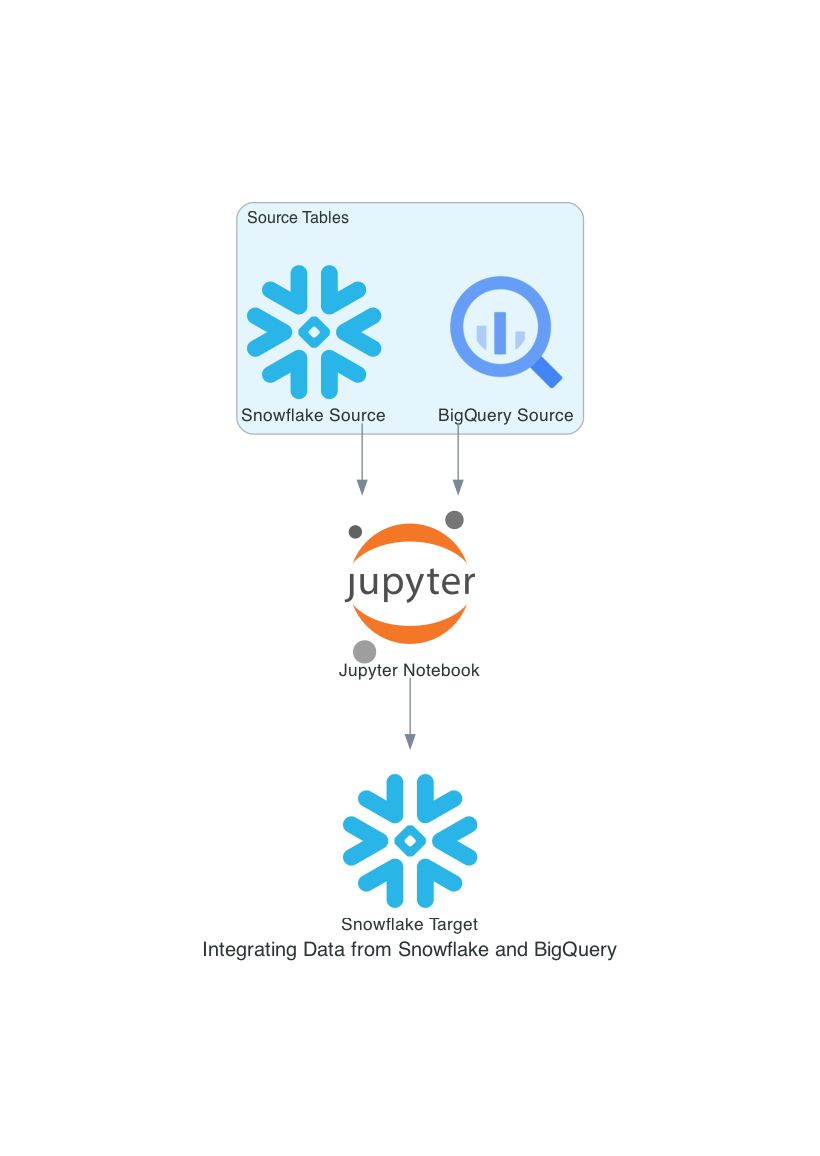 Source Tables
Snowflake Source
BigQuery Source
jupyter
Jupyter Notebook
Snowflake Target
Integrating Data from Snowflake and BigQuery